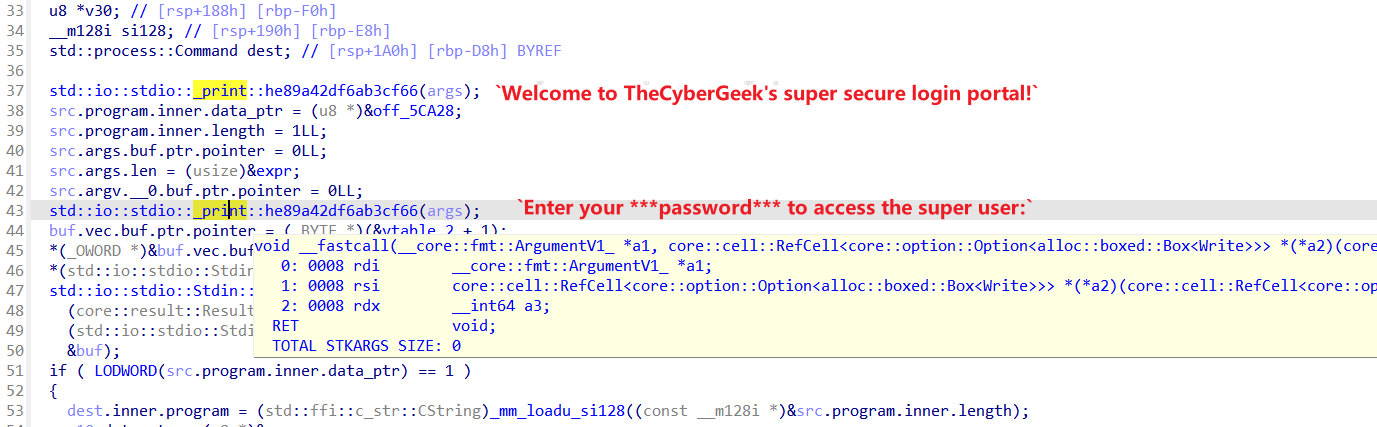 33 u8 *v30; // [rsp+188h] [rbp-F0h]
34 __m128i si128; // [rsp+190h] [rbp-E8h]
35 std::process::Command dest; // [rsp+1A0h] [rbp-D8h] BYREF
36
37 std::io::stdio::_print::he89a42df6ab3cf66(args); `Welcome to TheCyberGeek's super secure login portal!`
38 src.program.inner.data_ptr = (u8 *)&off_5CA28;
39 src.program.inner.length = 1LL;
40 src.args.buf.ptr.pointer = 0LL;
41 src.args.len = (usize)&expr;
42 src.argv.__0.buf.ptr.pointer = 0LL;
43 std::io::stdio::_print::he89a42df6ab3cf66(args); `Enter your ***password*** to access the super user:`
44 buf.vec.buf.ptr.pointer = (_BYTE *)(&vtable_2 + 1);
45 *(_OWORD *)&buf.vec.buf
void __fastcall(__core::fmt::ArgumentV1_ *a1, core::cell::RefCell<core::option::Option<alloc::boxed::Box<Write>>> *(*a2)(core
46 *(std::io::stdio::Stdin
0: 0008 rdi __core::fmt::ArgumentV1_ *a1;
47 std::io::stdio::Stdin::
1: 0008 rsi core::cell::RefCell<core::option::Option<alloc::boxed::Box<Write>>> *(*a2)(core::cell::RefCell<core::op
48 (core::result::Result
2: 0008 rdx __int64 a3;
49 (std::io::stdio::Stdi
RET void;
50 &buf);
TOTAL STKARGS SIZE: 0
51 if ( LODWORD(src.program.inner.data_ptr) == 1 )
52 {
53 dest.inner.program = (std::ffi::c_str::CString)_mm_loadu_si128((const __m128i *)&src.program.inner.length);